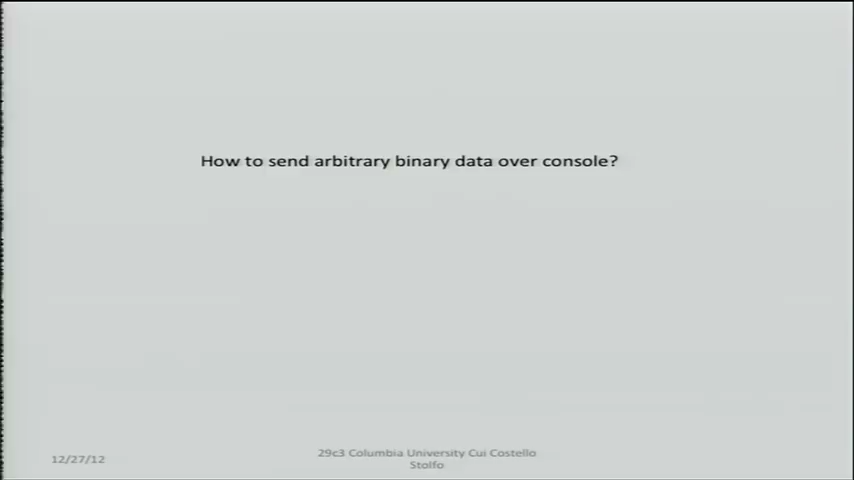 How to send arbitrary binary data over console?
12/27/12
29c3 Columbia University Cui Costello
Stolfo